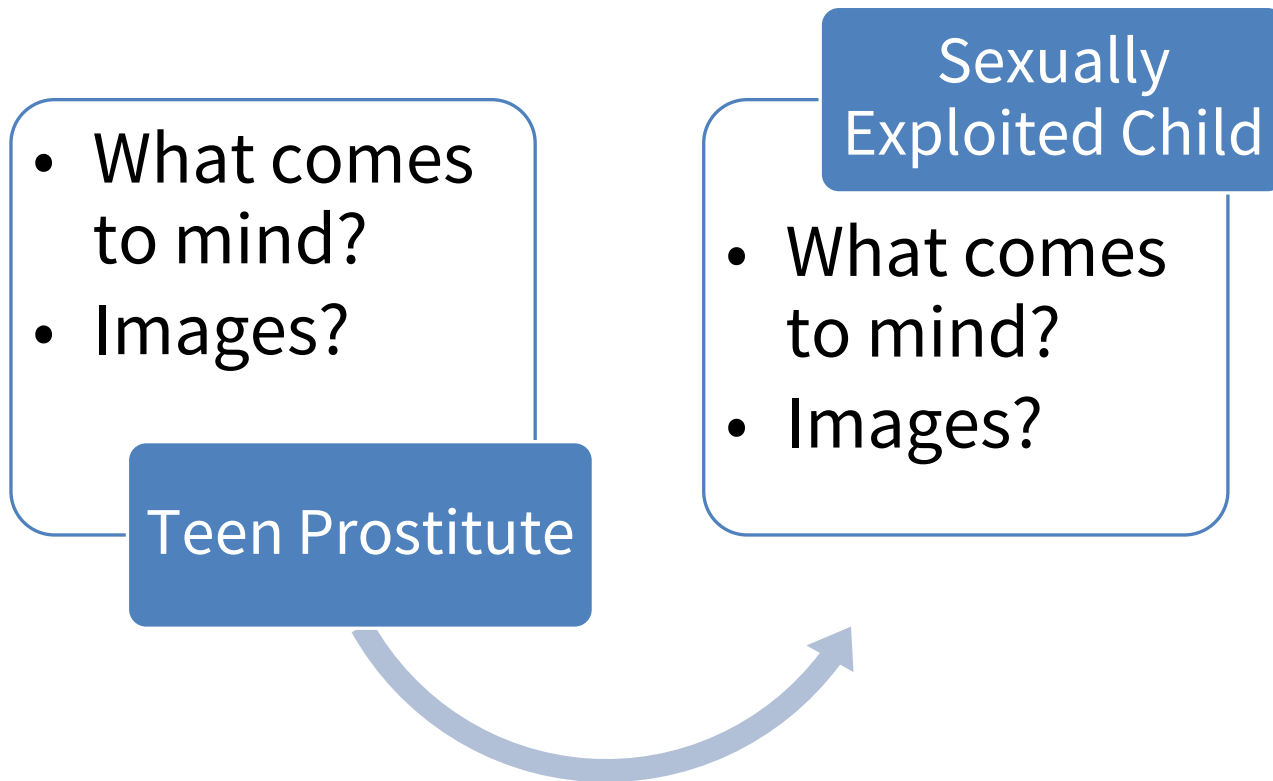 • What comes
to mind?
• Images?
Teen Prostitute
Sexually
Exploited Child
• What comes
to mind?
• Images?